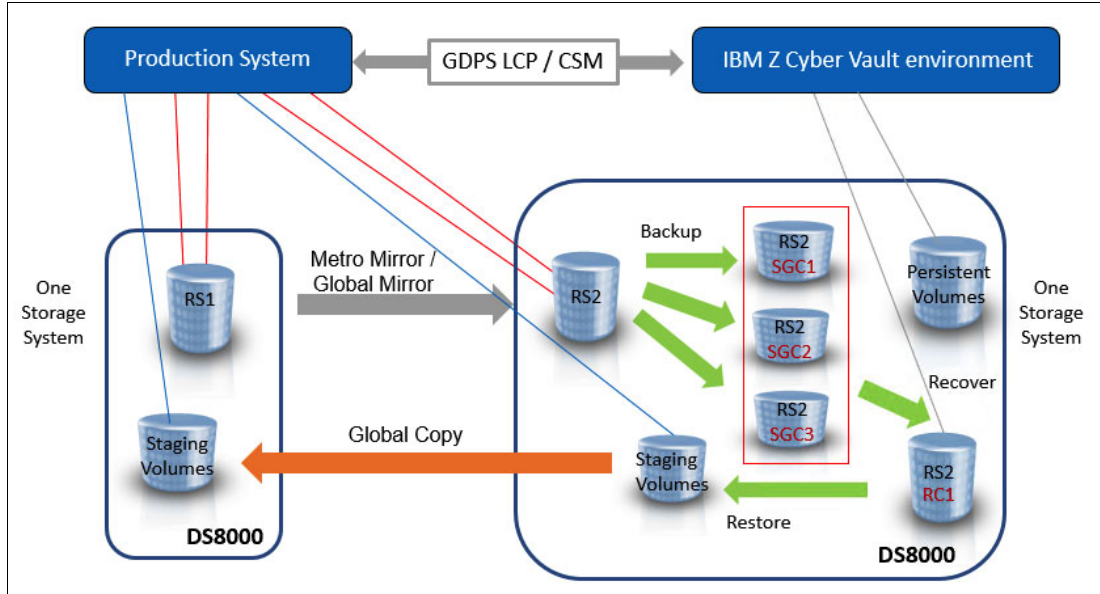 Production System
GDPS LCP / CSM
IBM Z Cyber Vault environment
One
Storage
System
RS1
Metro Mirror /
Global Mirror
RS2
Backup
RS2
SGC1
RS2
SGC2
RS2
SGC3
Persistent
Volumes
One
Storage
System
Recover
Staging
Volumes
Global Copy
Staging
Volumes
RS2
RC1
Restore
DS8000
DS8000